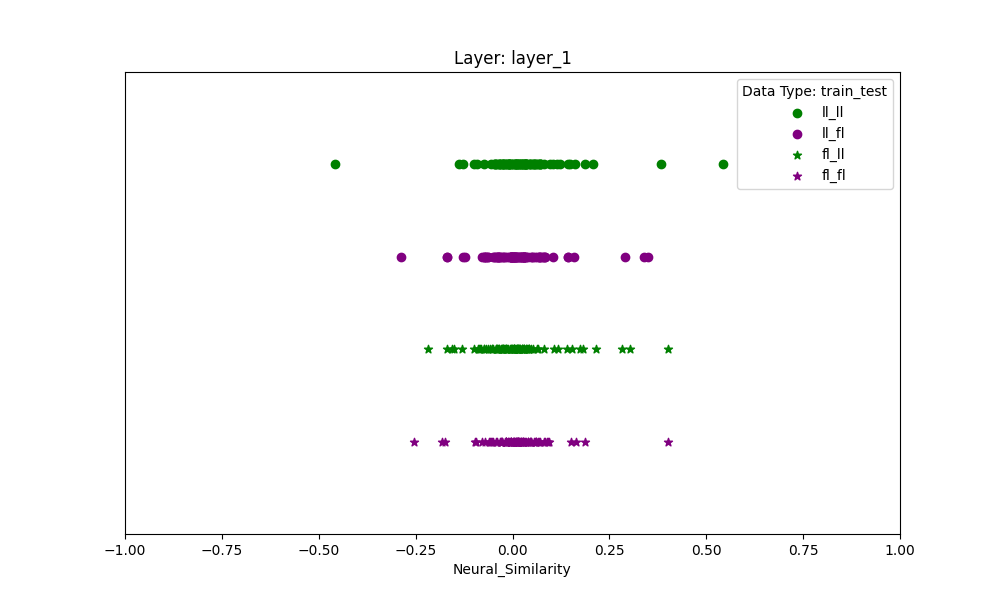 Layer: layer_1
Data Type: train_test
ll_ll
ll_fl
fl_ll
fl_fl
−1.00
−0.75
−0.50
−0.25
0.00
0.25
0.50
0.75
1.00
Neural_Similarity